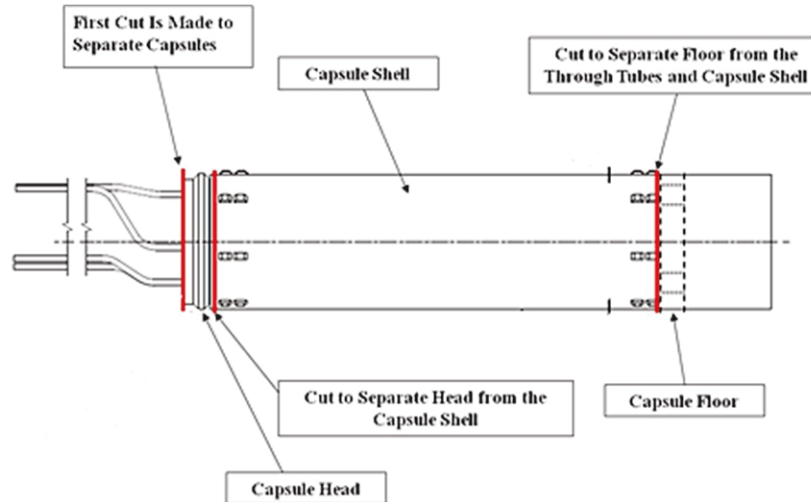 First Cut Is Made to
Separate Capsules
Capsule Shell
Cut to Separate Floor from the
Through Tubes and Capsule Shell
Cut to Separate Head from the
Capsule Shell
Capsule Floor
Capsule Head